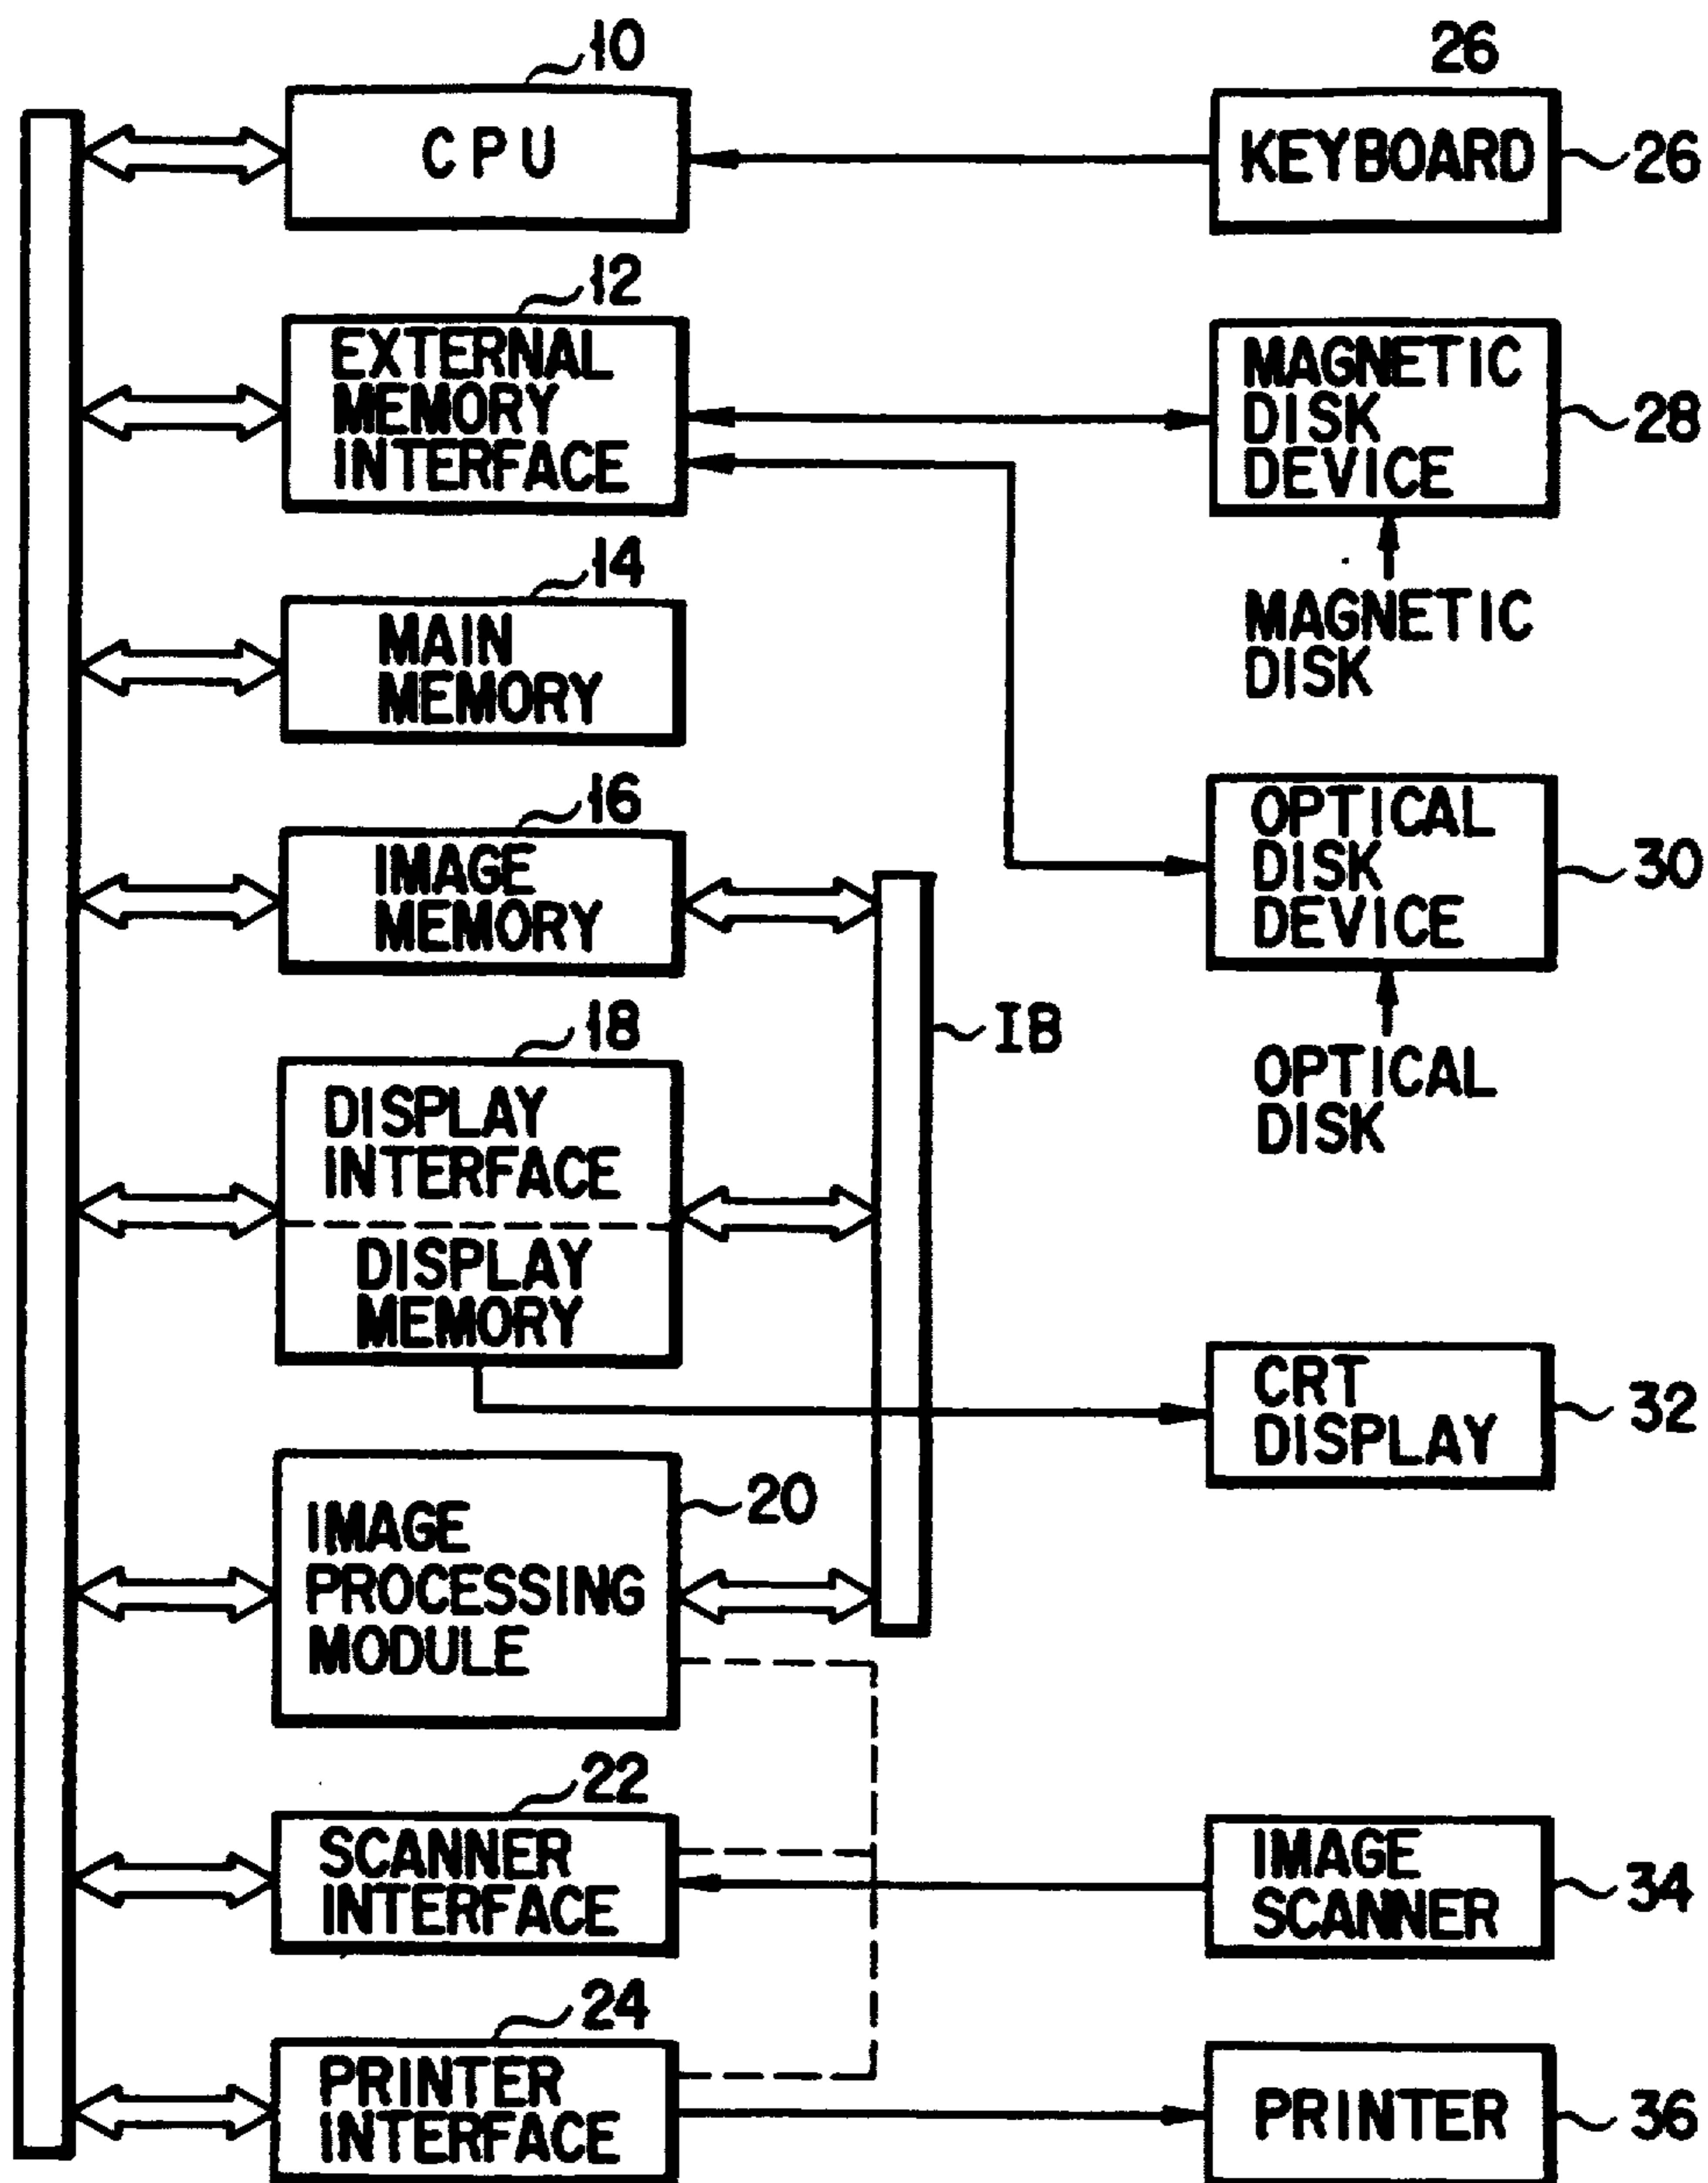 10
26
CPU
KEYBOARD
26
12
EXTERNAL
MEMORY
INTERFACE
MAGNETIC
DISK
DEVICE
28
14
MAIN
MEMORY
MAGNETIC
DISK
16
IMAGE
MEMORY
OPTICAL
DISK
DEVICE
30
18
IB
DISPLAY
INTERFACE
DISPLAY
MEMORY
OPTICAL
DISK
CRT
DISPLAY
32
20
IMAGE
PROCESSING
MODULE
22
SCANNER
INTERFACE
IMAGE
SCANNER
34
24
PRINTER
INTERFACE
PRINTER
36